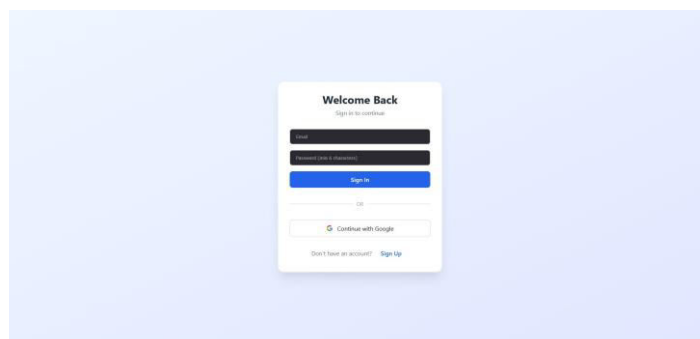 Welcome Back
Sign in to continue
Email
Password (min 6 characters)
Sign In
OR
Continue with Google
Don't have an account? Sign Up